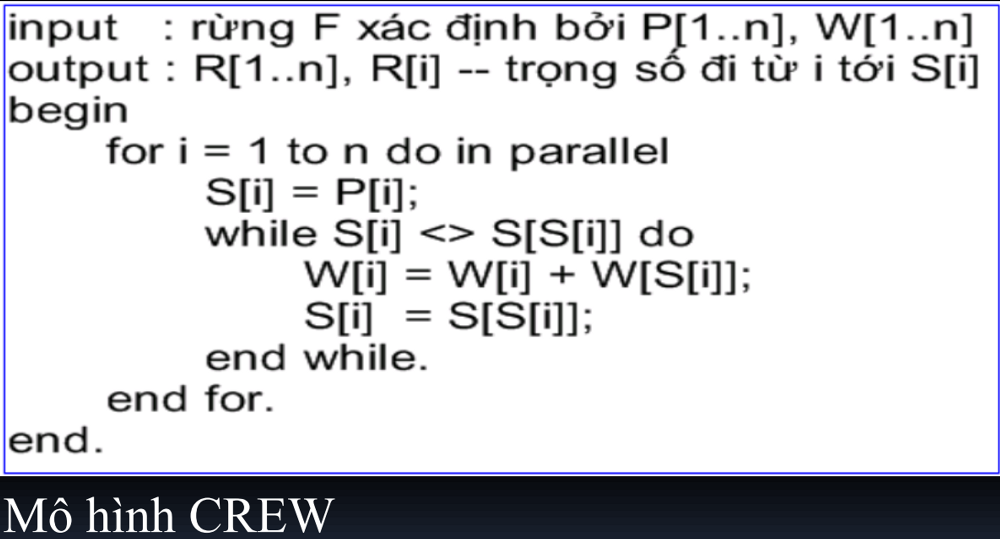 input : rừng F xác định bởi P[1..n], W[1..n]
output : R[1..n], R[i] -- trọng số đi từ i tới S[i]
begin
for i = 1 to n do in parallel
S[i] = P[i];
while S[i] <> S[S[i]] do
W[i] = W[i] + W[S[i]];
S[i] = S[S[i]];
end while.
end for.
end.
Mô hình CREW